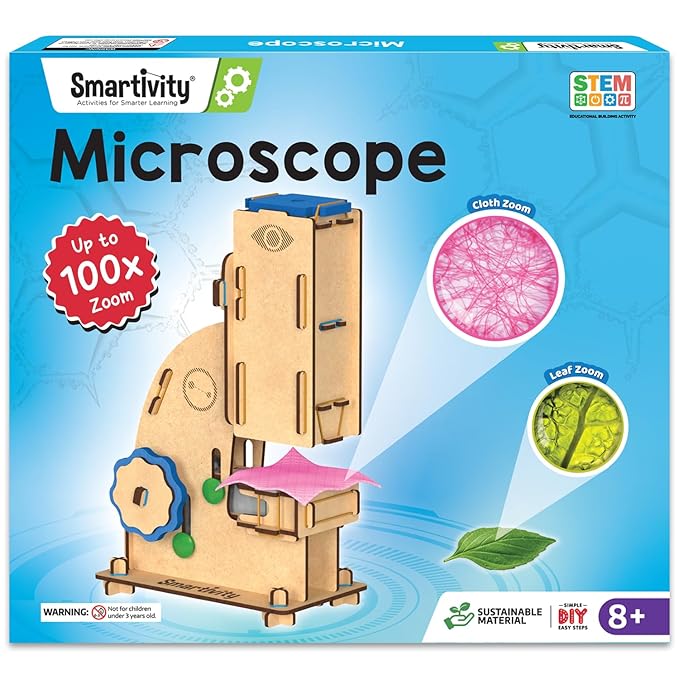 Microscope
Smartivity®
Activities for Smarter Learning
STEM
EDUCATIONAL BUILDING ACTIVITY
Microscope
Up to
100x
Zoom
Cloth Zoom
Leaf Zoom
Smartivity
WARNING:
Not for children
under 3 years old.
SUSTAINABLE
MATERIAL
SIMPLE
DIY
EASY STEPS
8+